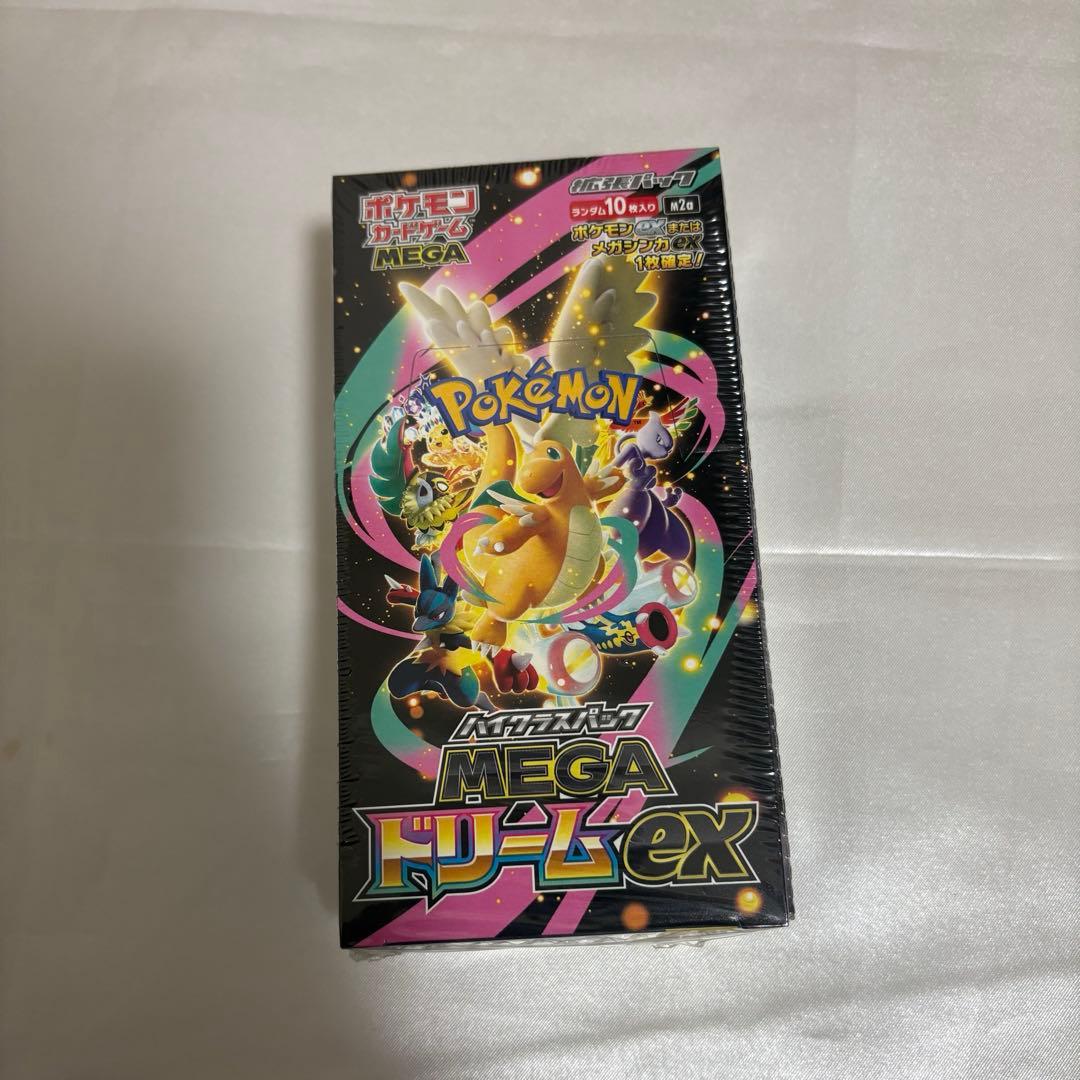 ポケモン
カードゲーム
MEGA
拡張パック
ランダム10枚入り M2a
ポケモンexまたは
メガシンカex
1枚確定!
POKéMON
TM
ハイクラスパック
MEGA
ドリームex